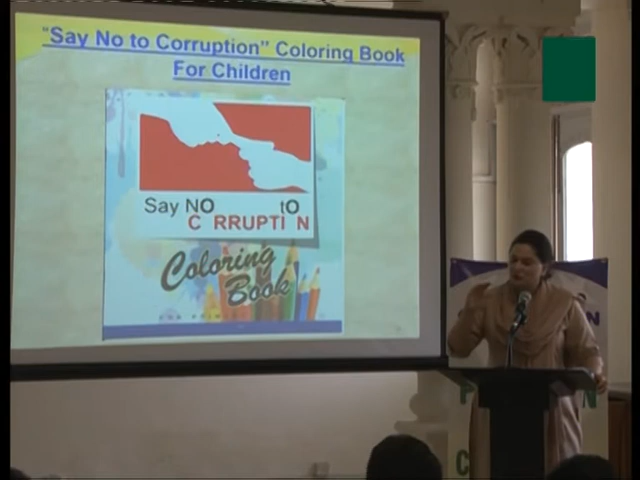 "Say No to Corruption" Coloring Book
For Children
Say NO tO
C RRUPTI N
Coloring
Book